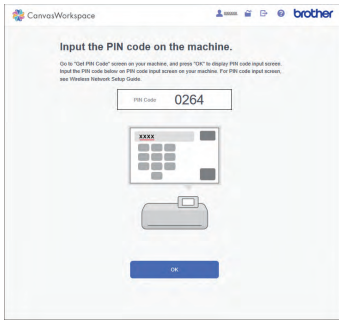 CanvasWorkspace
brother
Input the PIN code on the machine.
Go to "Get PIN Code" screen on your machine, and press "OK" to display PIN code input screen.
Input the PIN code below on PIN code input screen on your machine. For PIN code input screen,
see Wireless Network Setup Guide.
PIN Code 0264
XXXX
OK